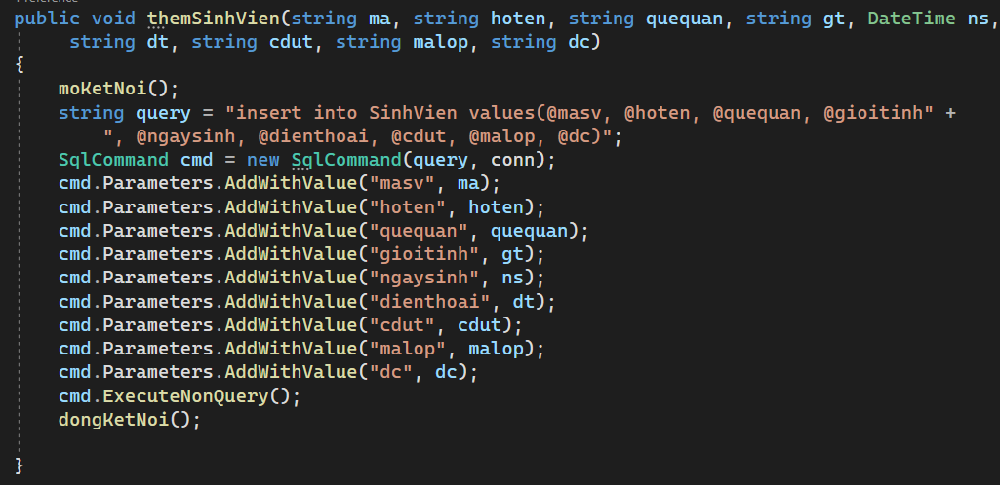 Preference
public void themSinhVien(string ma, string hoten, string quequan, string gt, DateTime ns,
string dt, string cdut, string malop, string dc)
{
moKetNoi();
string query = "insert into SinhVien values(@masv, @hoten, @quequan, @gioitinh" +
", @ngaysinh, @dienthoai, @cdut, @malop, @dc)";
SqlCommand cmd = new SqlCommand(query, conn);
cmd.Parameters.AddWithValue("masv", ma);
cmd.Parameters.AddWithValue("hoten", hoten);
cmd.Parameters.AddWithValue("quequan", quequan);
cmd.Parameters.AddWithValue("gioitinh", gt);
cmd.Parameters.AddWithValue("ngaysinh", ns);
cmd.Parameters.AddWithValue("dienthoai", dt);
cmd.Parameters.AddWithValue("cdut", cdut);
cmd.Parameters.AddWithValue("malop", malop);
cmd.Parameters.AddWithValue("dc", dc);
cmd.ExecuteNonQuery();
dongKetNoi();
}